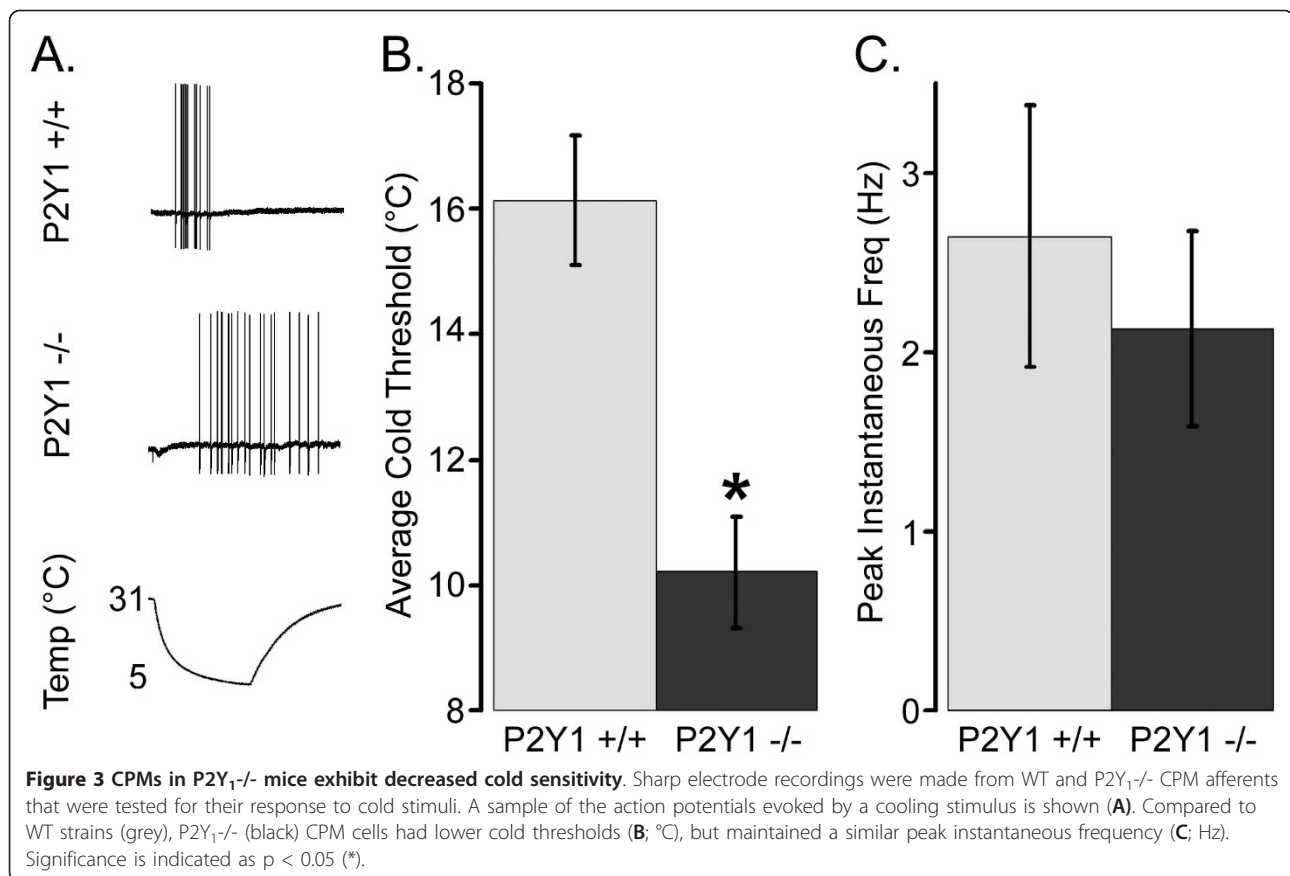 A.
P2Y1 +/+
P2Y1 -/-
Temp (°C)
31
5
B.
Average Cold Threshold (°C)
18
16
14
12
10
8
*
P2Y1 +/+ P2Y1 -/-
C.
Peak Instantaneous Freq (Hz)
3
2
1
0
P2Y1 +/+ P2Y1 -/-
Figure 3 CPMs in P2Y₁-/- mice exhibit decreased cold sensitivity. Sharp electrode recordings were made from WT and P2Y₁-/- CPM afferents
that were tested for their response to cold stimuli. A sample of the action potentials evoked by a cooling stimulus is shown (A). Compared to
WT strains (grey), P2Y₁-/- (black) CPM cells had lower cold thresholds (B; °C), but maintained a similar peak instantaneous frequency (C; Hz).
Significance is indicated as p < 0.05 (*).